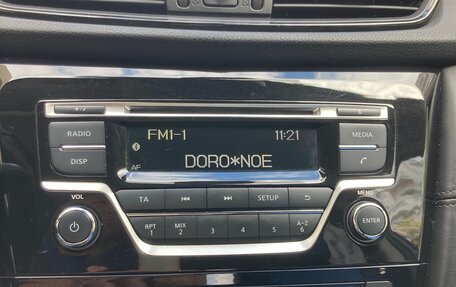 RADIO
DISP
FM1-1 11:21
AF
DORO*NOE
MEDIA
TA
SETUP
VOL
MENU
RPT 1
MIX 2
3
4
5
A-Z 6
ENTER